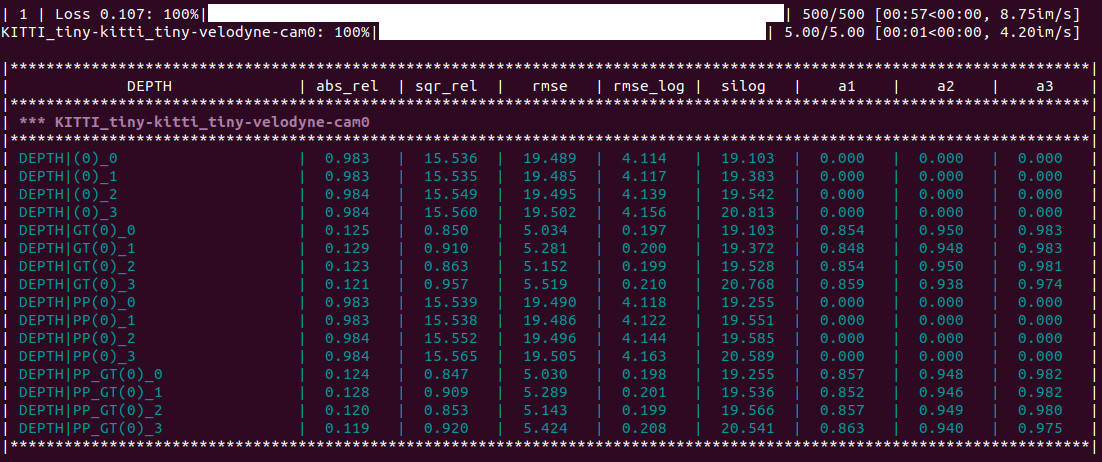 | 1 | Loss 0.107: 100%|██████████| 500/500 [00:57<00:00, 8.75im/s]
KITTI_tiny-kitti_tiny-velodyne-cam0: 100%|██████████| 5.00/5.00 [00:01<00:00, 4.20im/s]
|************************************************************************************************************************|
| DEPTH | abs_rel | sqr_rel | rmse | rmse_log | silog | a1 | a2 | a3 |
|************************************************************************************************************************|
| *** KITTI_tiny-kitti_tiny-velodyne-cam0
|************************************************************************************************************************|
| DEPTH|(0)_0 | 0.983 | 15.536 | 19.489 | 4.114 | 19.103 | 0.000 | 0.000 | 0.000 |
| DEPTH|(0)_1 | 0.983 | 15.535 | 19.485 | 4.117 | 19.383 | 0.000 | 0.000 | 0.000 |
| DEPTH|(0)_2 | 0.984 | 15.549 | 19.495 | 4.139 | 19.542 | 0.000 | 0.000 | 0.000 |
| DEPTH|(0)_3 | 0.984 | 15.560 | 19.502 | 4.156 | 20.813 | 0.000 | 0.000 | 0.000 |
| DEPTH|GT(0)_0 | 0.125 | 0.850 | 5.034 | 0.197 | 19.103 | 0.854 | 0.950 | 0.983 |
| DEPTH|GT(0)_1 | 0.129 | 0.910 | 5.281 | 0.200 | 19.372 | 0.848 | 0.948 | 0.983 |
| DEPTH|GT(0)_2 | 0.123 | 0.863 | 5.152 | 0.199 | 19.528 | 0.854 | 0.950 | 0.981 |
| DEPTH|GT(0)_3 | 0.121 | 0.957 | 5.519 | 0.210 | 20.768 | 0.859 | 0.938 | 0.974 |
| DEPTH|PP(0)_0 | 0.983 | 15.539 | 19.490 | 4.118 | 19.255 | 0.000 | 0.000 | 0.000 |
| DEPTH|PP(0)_1 | 0.983 | 15.538 | 19.486 | 4.122 | 19.551 | 0.000 | 0.000 | 0.000 |
| DEPTH|PP(0)_2 | 0.984 | 15.552 | 19.496 | 4.144 | 19.585 | 0.000 | 0.000 | 0.000 |
| DEPTH|PP(0)_3 | 0.984 | 15.565 | 19.505 | 4.163 | 20.589 | 0.000 | 0.000 | 0.000 |
| DEPTH|PP_GT(0)_0 | 0.124 | 0.847 | 5.030 | 0.198 | 19.255 | 0.857 | 0.948 | 0.982 |
| DEPTH|PP_GT(0)_1 | 0.128 | 0.909 | 5.289 | 0.201 | 19.536 | 0.852 | 0.946 | 0.982 |
| DEPTH|PP_GT(0)_2 | 0.120 | 0.853 | 5.143 | 0.199 | 19.566 | 0.857 | 0.949 | 0.980 |
| DEPTH|PP_GT(0)_3 | 0.119 | 0.920 | 5.424 | 0.208 | 20.541 | 0.863 | 0.940 | 0.975 |
|************************************************************************************************************************|